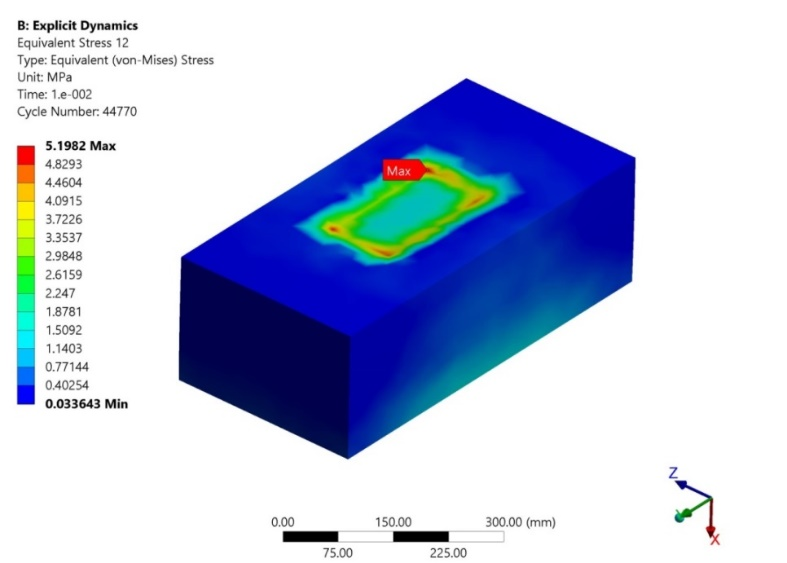 B: Explicit Dynamics
Equivalent Stress 12
Type: Equivalent (von-Mises) Stress
Unit: MPa
Time: 1.e-002
Cycle Number: 44770
5.1982 Max
4.8293
4.4604
4.0915
3.7226
3.3537
2.9848
2.6159
2.247
1.8781
1.5092
1.1403
0.77144
0.40254
0.033643 Min
Max
Z
X
0.00 150.00 300.00 (mm)
75.00 225.00